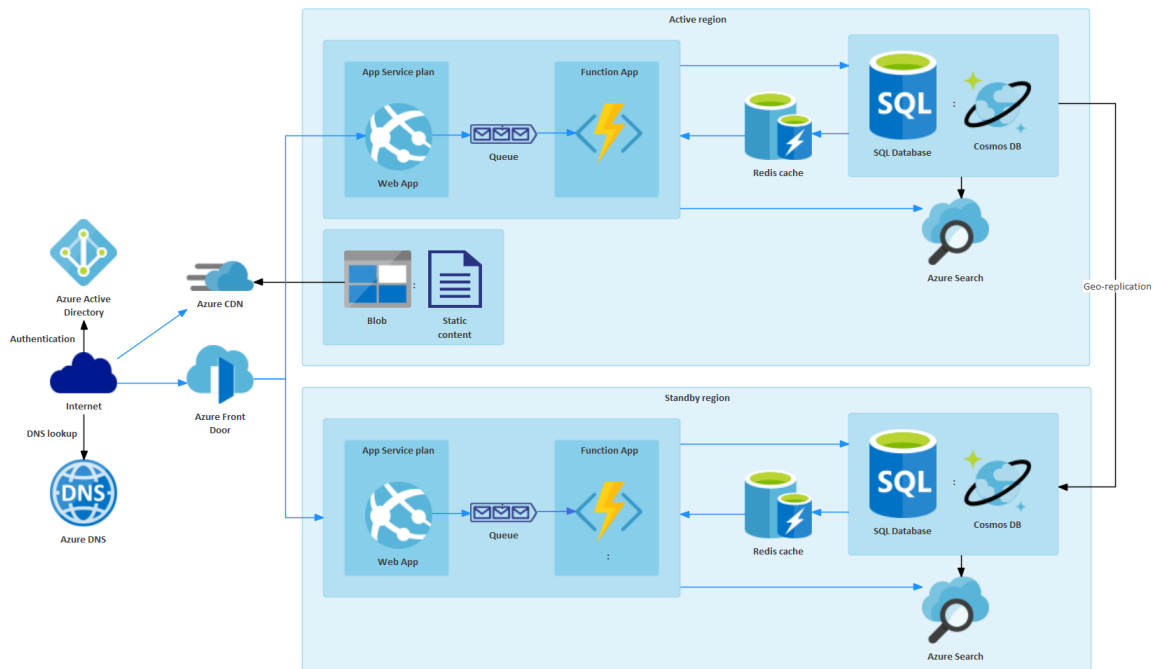 Active region
App Service plan
Function App
SQL
:
Web App
Queue
Redis cache
SQL Database
Cosmos DB
Azure Search
Geo-replication
Blob
:
Static
content
Azure Active
Directory
Authentication
Azure CDN
Internet
Azure Front
Door
DNS lookup
DNS
Azure DNS
Standby region
App Service plan
Function App
SQL
:
Web App
Queue
:
Redis cache
SQL Database
Cosmos DB
Azure Search